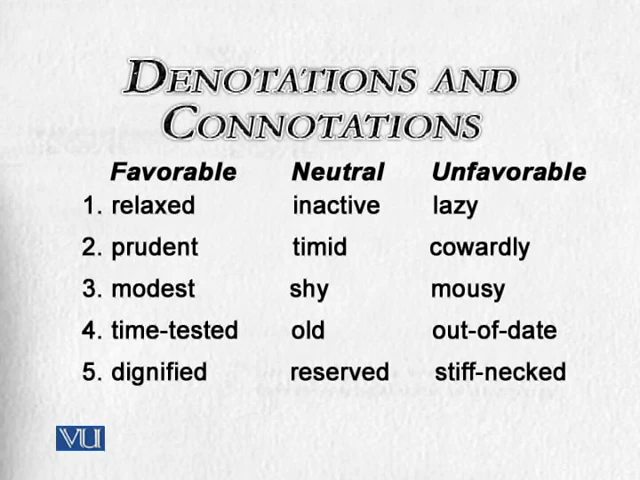 DENOTATIONS AND
CONNOTATIONS
Favorable Neutral Unfavorable
1. relaxed inactive lazy
2. prudent timid cowardly
3. modest shy mousy
4. time-tested old out-of-date
5. dignified reserved stiff-necked
VU